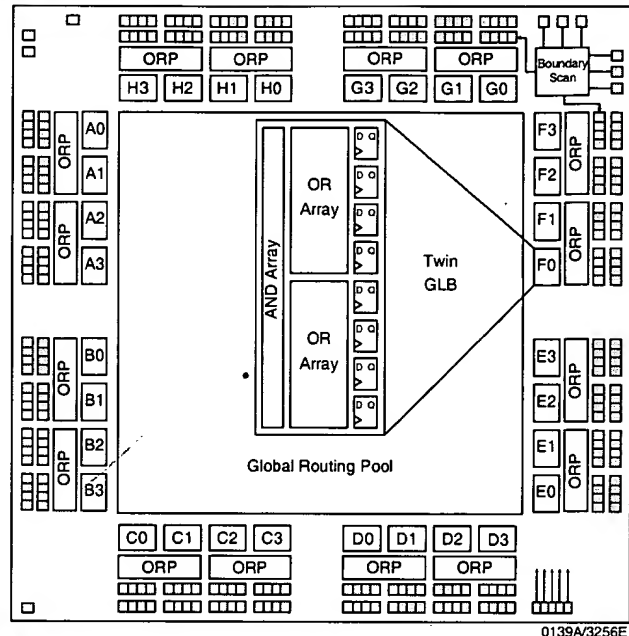 ORP ORP ORP ORP
Boundary
Scan
H3 H2 H1 H0 G3 G2 G1 G0
ORP
A0
A1
ORP
A2
A3
ORP
B0
B1
ORP
B2
B3
AND Array
OR
Array
OR
Array
D Q
D Q
D Q
D Q
D Q
D Q
D Q
D Q
Twin
GLB
Global Routing Pool
F3
F2
ORP
F1
F0
ORP
E3
E2
ORP
E1
E0
ORP
C0 C1 C2 C3 D0 D1 D2 D3
ORP ORP ORP ORP
0139A/3256E